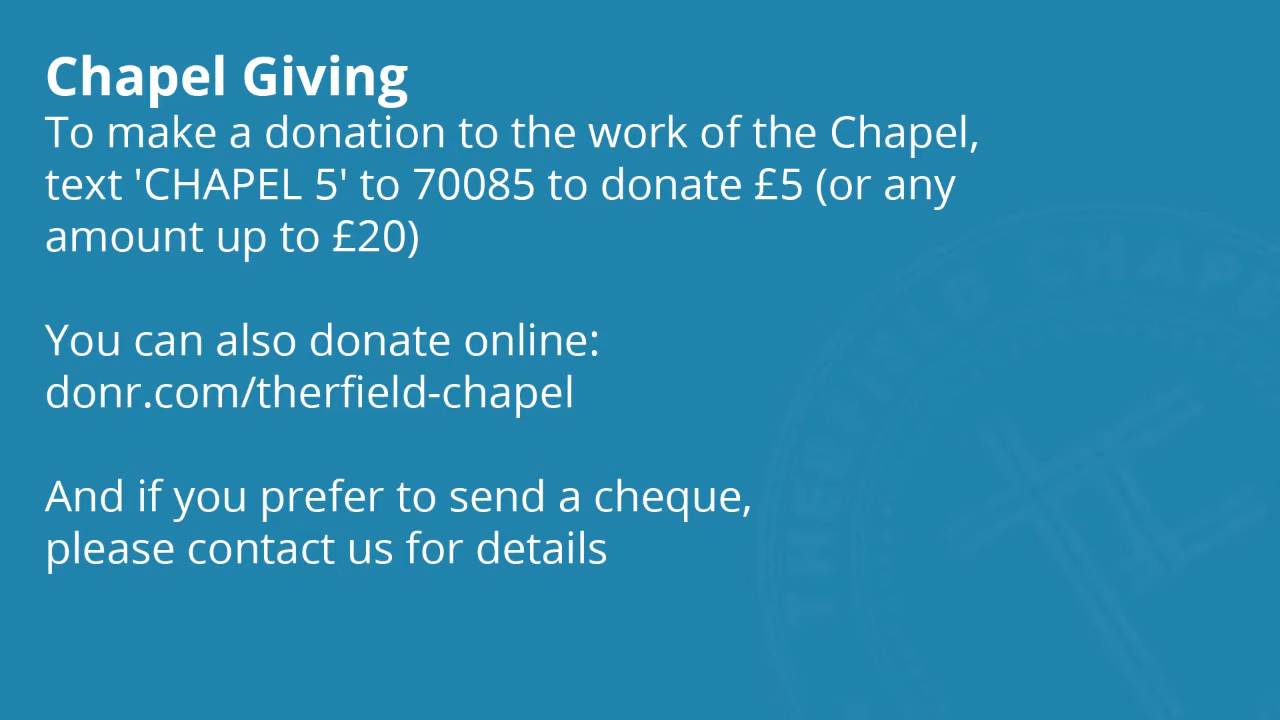 Chapel Giving
To make a donation to the work of the Chapel,
text 'CHAPEL 5' to 70085 to donate £5 (or any
amount up to £20)
You can also donate online:
donr.com/therfield-chapel
And if you prefer to send a cheque,
please contact us for details
THERFIELD CHAPE